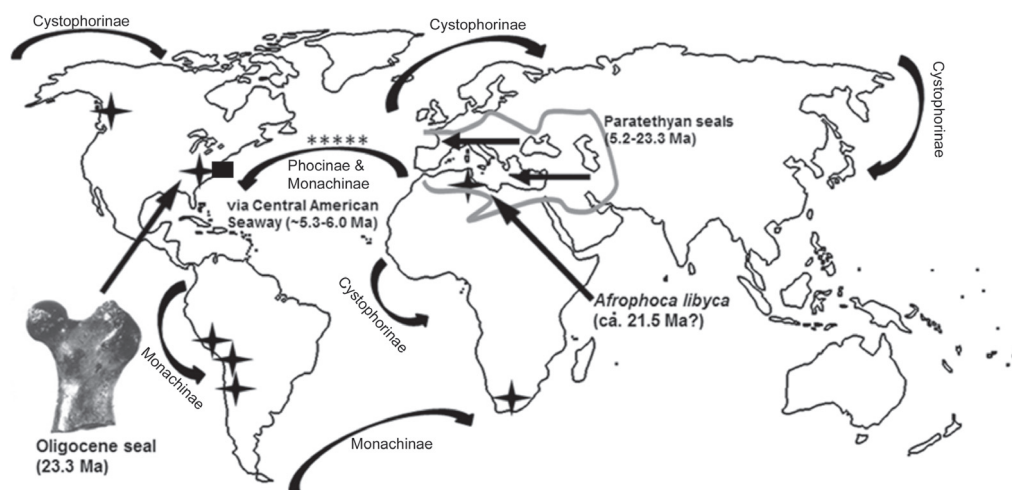 Cystophorinae
Cystophorinae
Cystophorinae
Paratethyan seals
(5.2-23.3 Ma)
*****
Phocinae &
Monachinae
via Central American
Seaway (~5.3-6.0 Ma)
Cystophorinae
Afrophoca libyca
(ca. 21.5 Ma?)
Monachinae
Oligocene seal
(23.3 Ma)
Monachinae